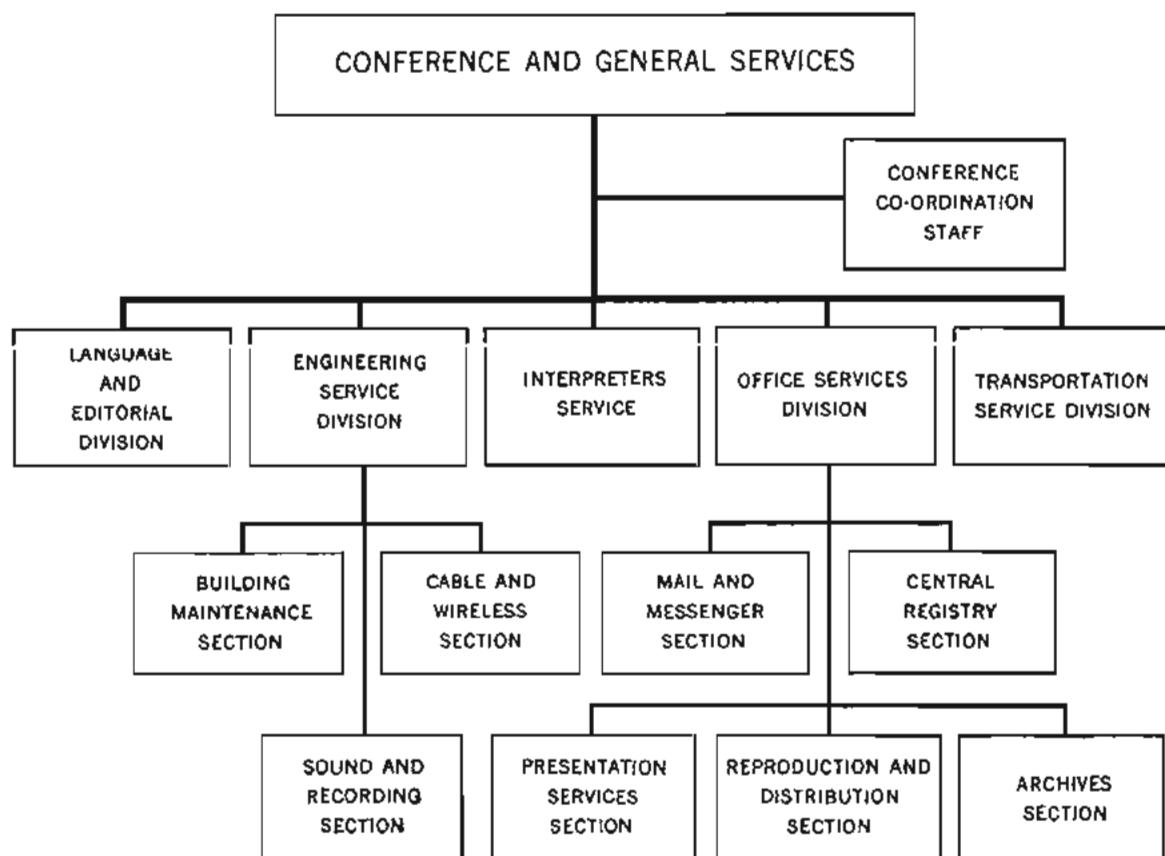 CONFERENCE AND GENERAL SERVICES
CONFERENCE
CO-ORDINATION
STAFF
LANGUAGE
AND
EDITORIAL
DIVISION
ENGINEERING
SERVICE
DIVISION
INTERPRETERS
SERVICE
OFFICE SERVICES
DIVISION
TRANSPORTATION
SERVICE DIVISION
BUILDING
MAINTENANCE
SECTION
CABLE AND
WIRELESS
SECTION
MAIL AND
MESSENGER
SECTION
CENTRAL
REGISTRY
SECTION
SOUND AND
RECORDING
SECTION
PRESENTATION
SERVICES
SECTION
REPRODUCTION AND
DISTRIBUTION
SECTION
ARCHIVES
SECTION